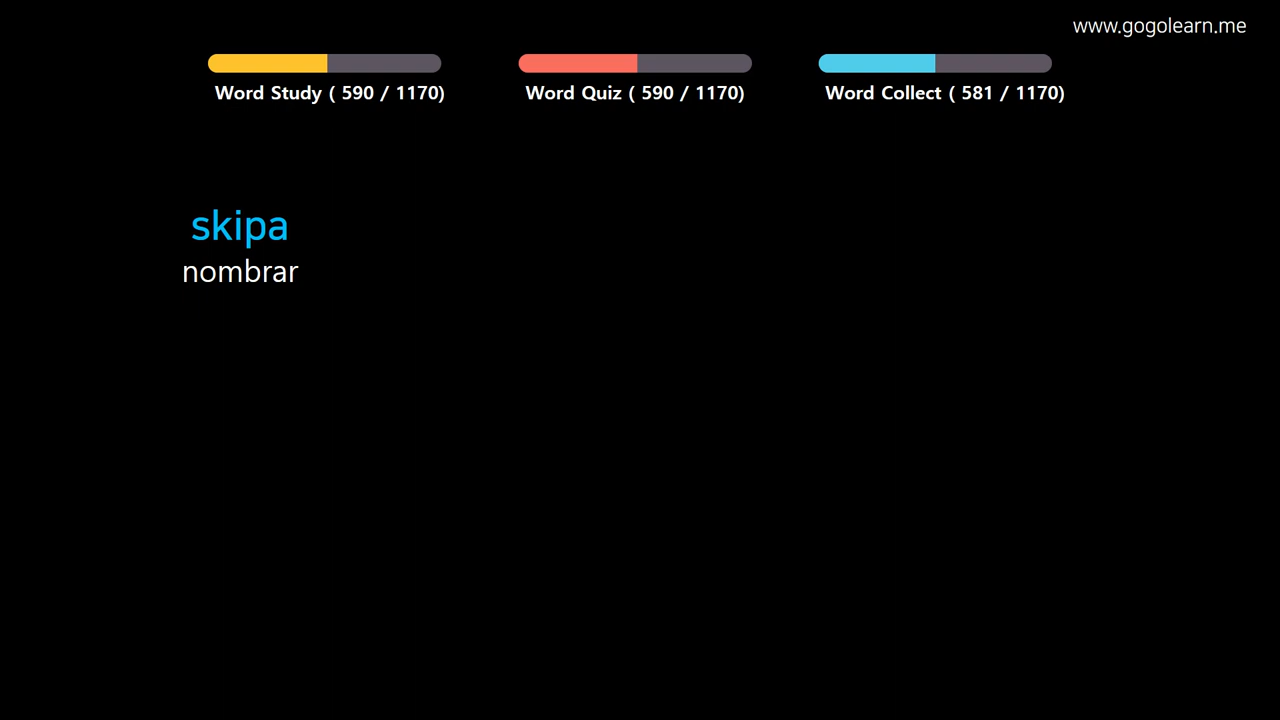 www.gogolearn.me
Word Study ( 590 / 1170)
Word Quiz ( 590 / 1170)
Word Collect ( 581 / 1170)
skipa
nombrar